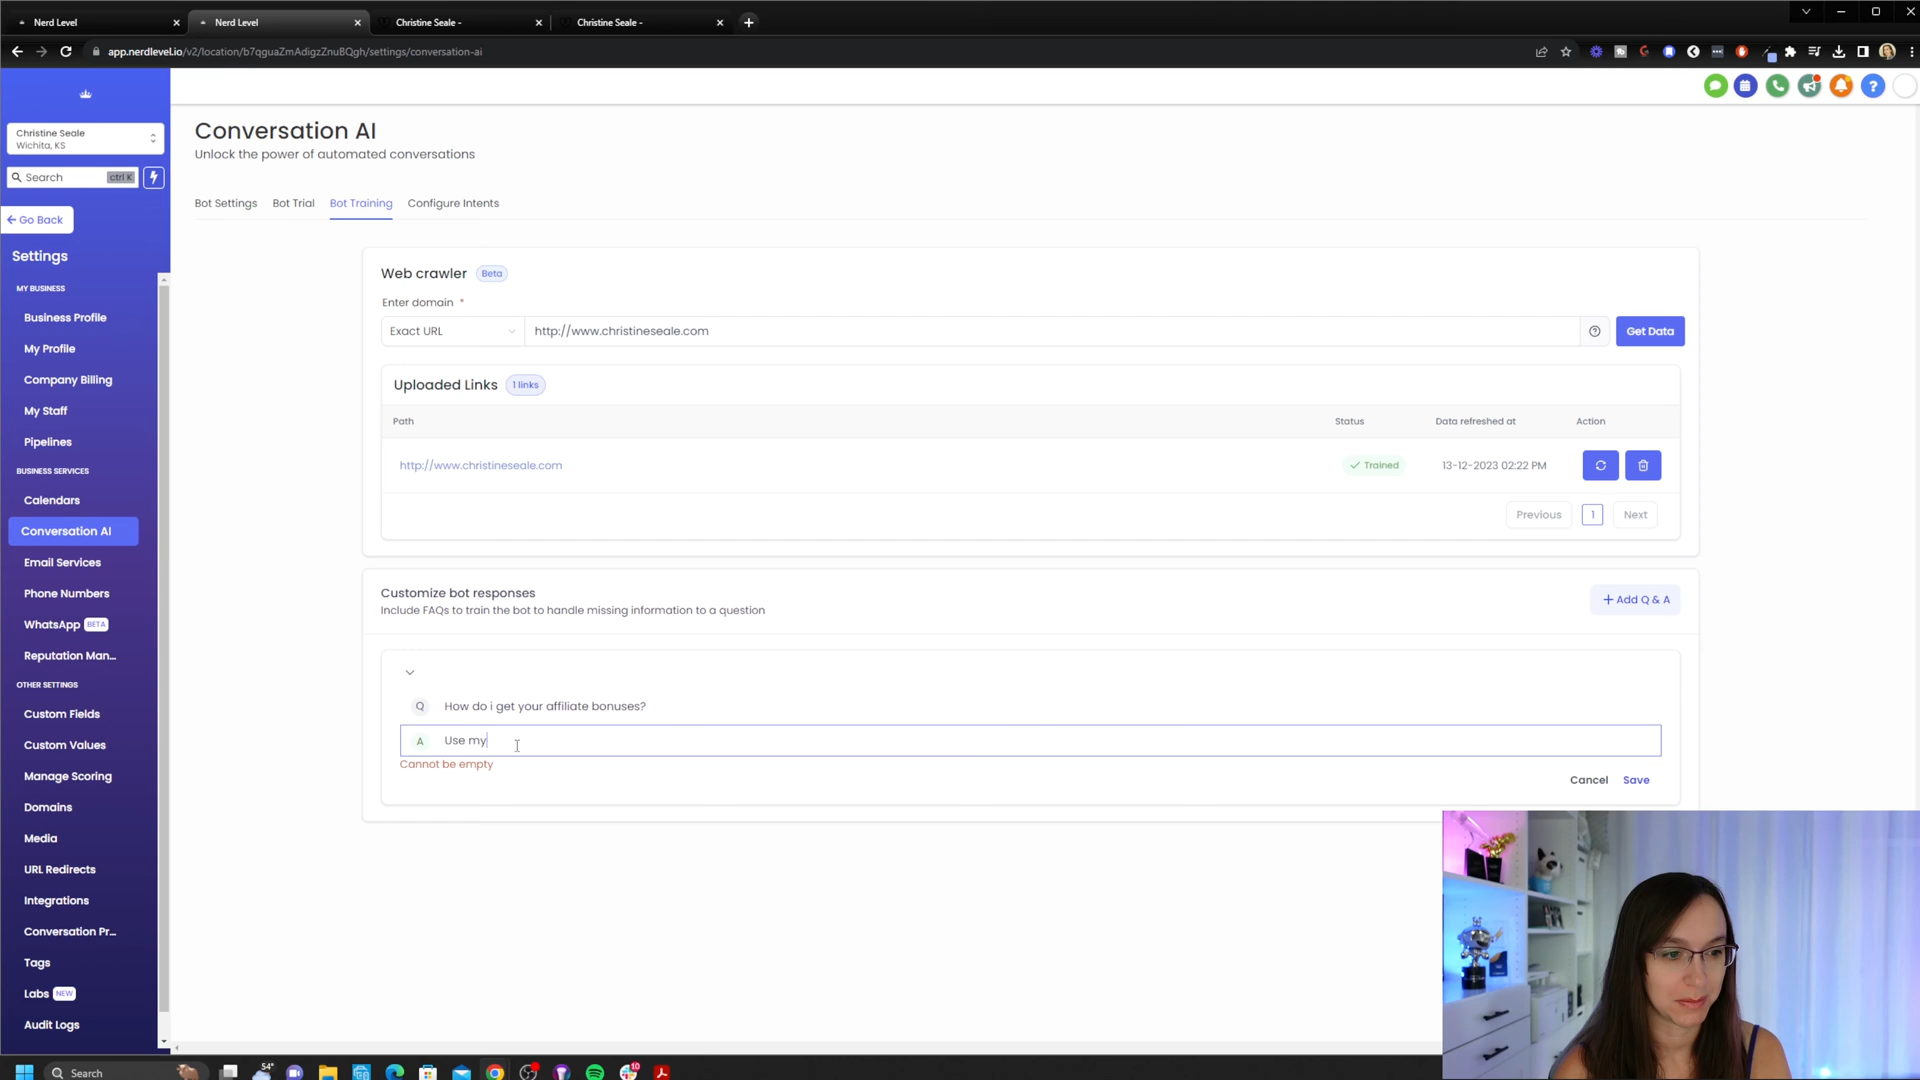 Nerd Level
Nerd Level
Christine Seale -
Christine Seale -
app.nerdlevel.io/v2/location/b7qguaZmAdigzZnuBQgh/settings/conversation-ai
Christine Seale
Wichita, KS
Search
ctrl K
Go Back
Settings
MY BUSINESS
Business Profile
My Profile
Company Billing
My Staff
Pipelines
BUSINESS SERVICES
Calendars
Conversation AI
Email Services
Phone Numbers
WhatsApp BETA
Reputation Man...
OTHER SETTINGS
Custom Fields
Custom Values
Manage Scoring
Domains
Media
URL Redirects
Integrations
Conversation Pr...
Tags
Labs NEW
Audit Logs
Conversation AI
Unlock the power of automated conversations
Bot Settings Bot Trial Bot Training Configure Intents
Web crawler Beta
Enter domain *
Exact URL http://www.christineseale.com Get Data
Uploaded Links 1 links
Path Status Data refreshed at Action
http://www.christineseale.com Trained 13-12-2023 02:22 PM
Previous 1 Next
Customize bot responses
Include FAQs to train the bot to handle missing information to a question
+ Add Q & A
Q How do i get your affiliate bonuses?
A Use my
Cannot be empty
Cancel Save
Search
54°
10